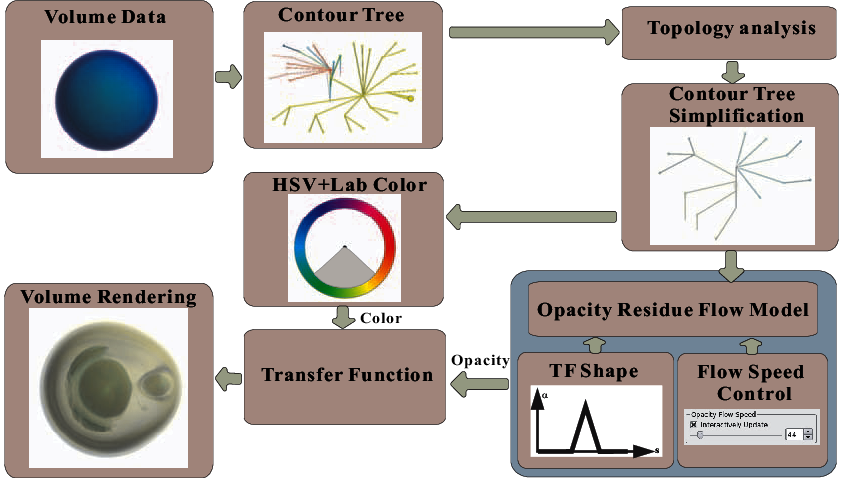 Volume Data
Contour Tree
Topology analysis
Contour Tree
Simplification
HSV+Lab Color
Volume Rendering
Color
Transfer Function
Opacity
Opacity Residue Flow Model
TF Shape
α
s
Flow Speed
Control
Opacity Flow Speed
Interactively Update
44